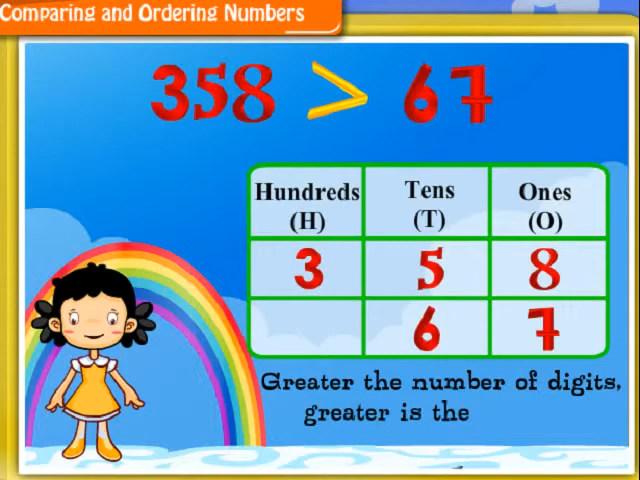 Comparing and Ordering Numbers
358 > 67
Hundreds Tens Ones
(H) (T) (O)
3 5 8
6 7
Greater the number of digits,
greater is the